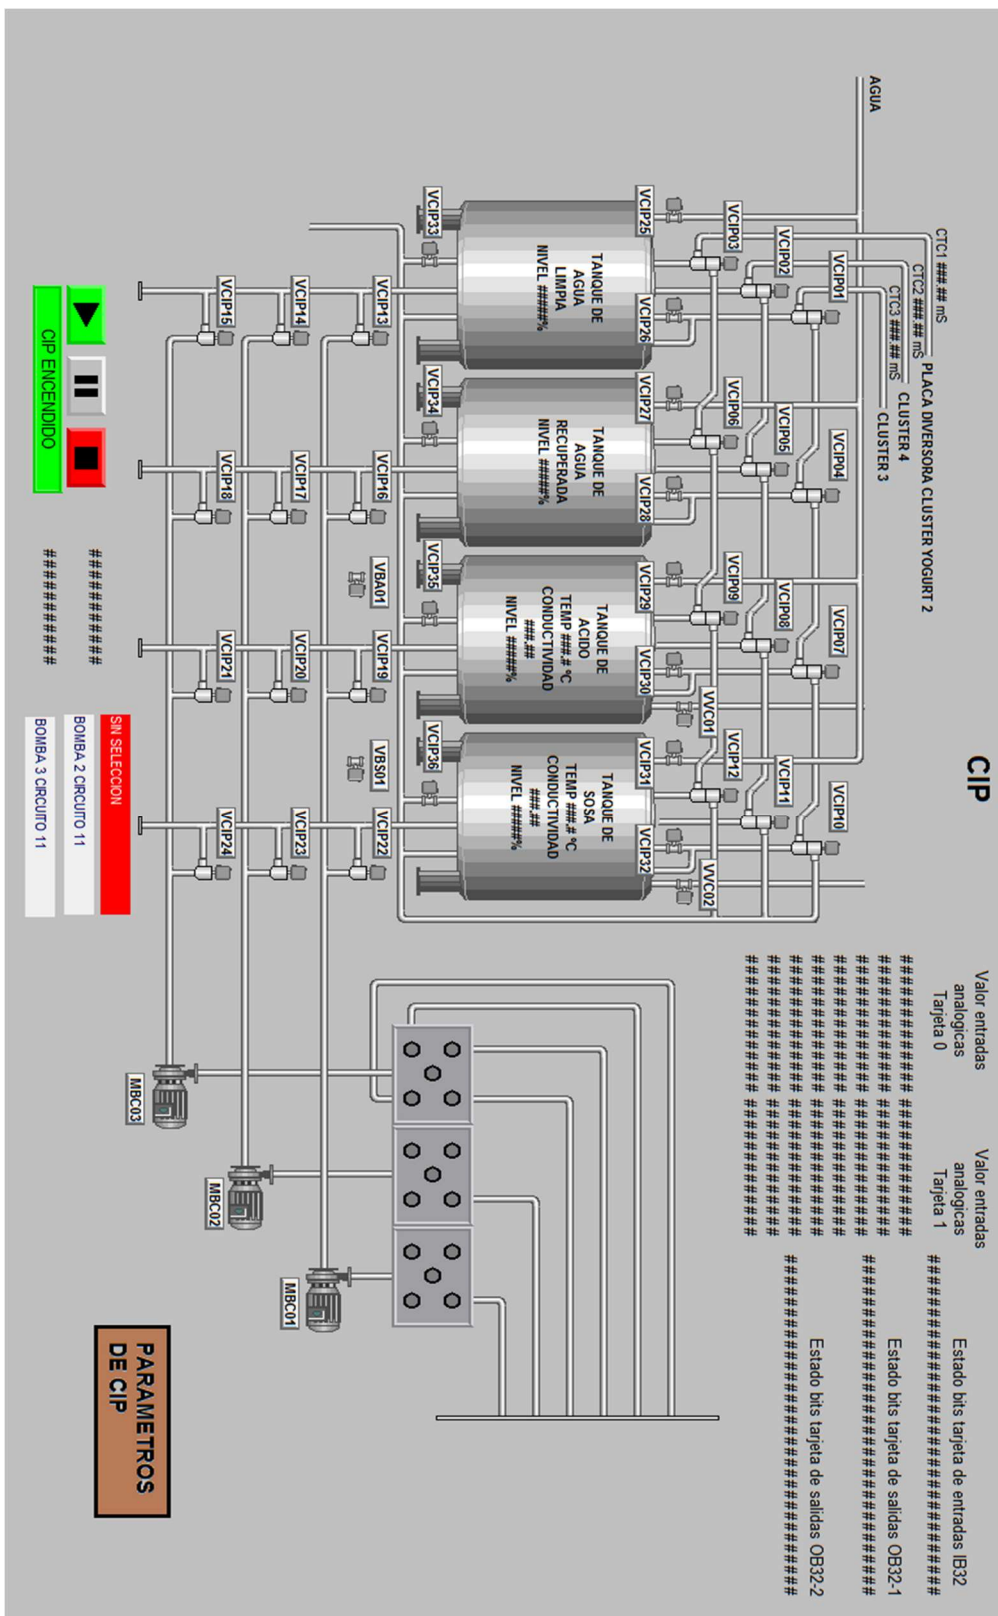 CIP
AGUA
CTC1 ###.## mS
CTC2 ###.## mS
CTC3 ###.## mS
PLACA DIVERSORA CLUSTER YOGURT 2
CLUSTER 4
CLUSTER 3
VCIP01
VCIP02
VCIP03
VCIP04
VCIP05
VCIP06
VCIP07
VCIP08
VCIP09
VCIP10
VCIP11
VCIP12
VCIP25
VCIP26
VCIP27
VCIP28
VCIP29
VCIP30
VVC01
VCIP31
VCIP32
VVC02
TANQUE DE
AGUA
LIMPIA
NIVEL #####%
TANQUE DE
AGUA
RECUPERADA
NIVEL #####%
TANQUE DE
ACIDO
TEMP ###.# ºC
CONDUCTIVIDAD
###.##
NIVEL #####%
TANQUE DE
SOSA
TEMP ###.# ºC
CONDUCTIVIDAD
###.##
NIVEL #####%
VCIP33
VCIP34
VCIP35
VCIP36
VBA01
VBS01
VCIP13
VCIP16
VCIP19
VCIP22
VCIP14
VCIP17
VCIP20
VCIP23
VCIP15
VCIP18
VCIP21
VCIP24
MBC01
MBC02
MBC03
Valor entradas
analogicas
Tarjeta 0
Valor entradas
analogicas
Tarjeta 1
Estado bits tarjeta de entradas IB32
Estado bits tarjeta de salidas OB32-1
Estado bits tarjeta de salidas OB32-2
CIP ENCENDIDO
SIN SELECCION
BOMBA 2 CIRCUITO 11
BOMBA 3 CIRCUITO 11
PARAMETROS
DE CIP